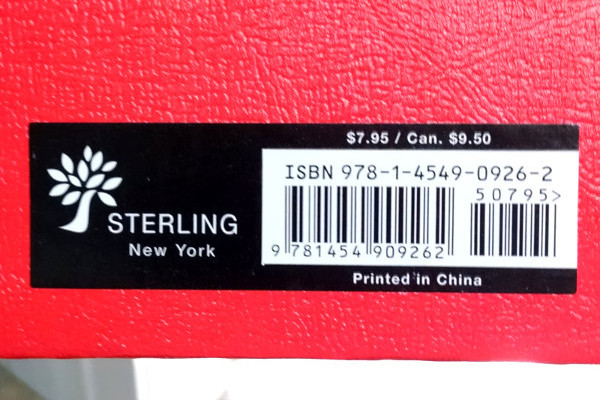 $7.95 / Can. $9.50
ISBN 978-1-4549-0926-2
50795>
9 781454 909262
STERLING
New York
Printed in China